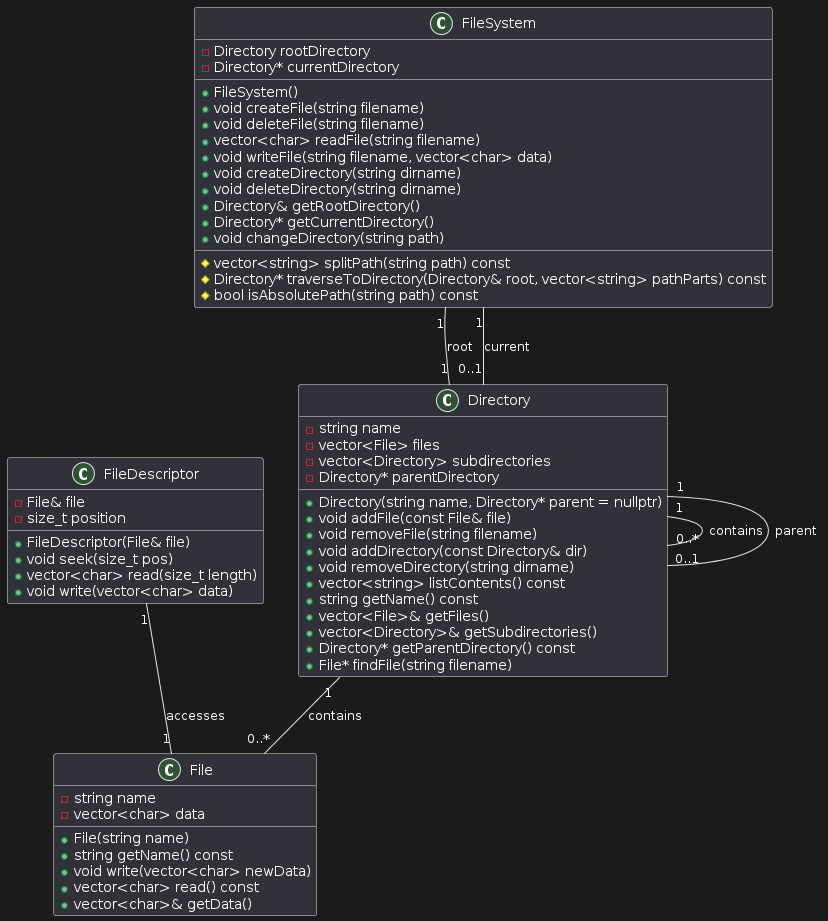 C FileSystem
Directory rootDirectory
Directory* currentDirectory
FileSystem()
void createFile(string filename)
void deleteFile(string filename)
vector<char> readFile(string filename)
void writeFile(string filename, vector<char> data)
void createDirectory(string dirname)
void deleteDirectory(string dirname)
Directory& getRootDirectory()
Directory* getCurrentDirectory()
void changeDirectory(string path)
vector<string> splitPath(string path) const
Directory* traverseToDirectory(Directory& root, vector<string> pathParts) const
bool isAbsolutePath(string path) const
1 1
root current
1 0..1
C Directory
string name
vector<File> files
vector<Directory> subdirectories
Directory* parentDirectory
Directory(string name, Directory* parent = nullptr)
void addFile(const File& file)
void removeFile(string filename)
void addDirectory(const Directory& dir)
void removeDirectory(string dirname)
vector<string> listContents() const
string getName() const
vector<File>& getFiles()
vector<Directory>& getSubdirectories()
Directory* getParentDirectory() const
File* findFile(string filename)
1
1
contains parent
0..*
0..1
C FileDescriptor
File& file
size_t position
FileDescriptor(File& file)
void seek(size_t pos)
vector<char> read(size_t length)
void write(vector<char> data)
1
accesses
1
1
contains
0..*
C File
string name
vector<char> data
File(string name)
string getName() const
void write(vector<char> newData)
vector<char> read() const
vector<char>& getData()